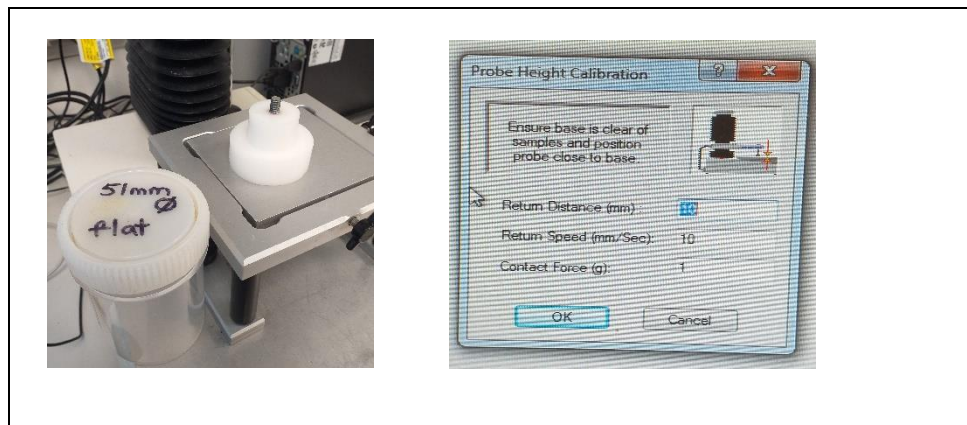 51mm
Ø
flat
Probe Height Calibration
Ensure base is clear of
samples and position
probe close to base.
Return Distance (mm)
Return Speed (mm/Sec):
10
Contact Force (g):
1
OK
Cancel